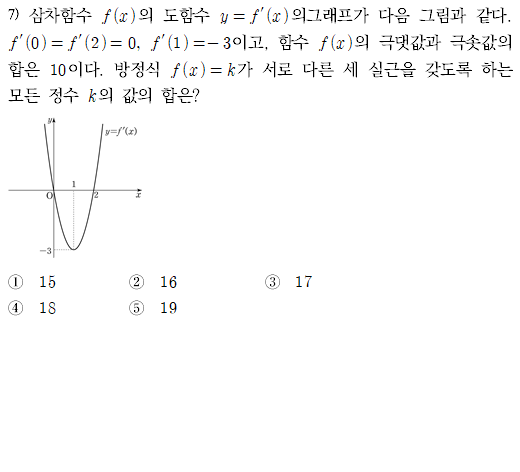 7) 삼차함수 f(x)의 도함수 y=f′(x)의그래프가 다음 그림과 같다.
f′(0)=f′(2)=0, f′(1)=-3이고, 함수 f(x)의 극댓값과 극솟값의
합은 10이다. 방정식 f(x)=k가 서로 다른 세 실근을 갖도록 하는
모든 정수 k의 값의 합은?
y
y=f′(x)
1
O
2
x
-3
① 15 ② 16 ③ 17
④ 18 ⑤ 19